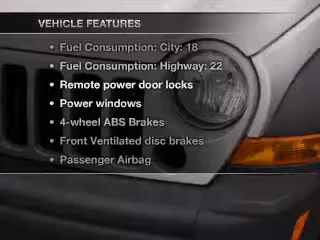 VEHICLE FEATURES
• Fuel Consumption: City: 18
• Fuel Consumption: Highway: 22
• Remote power door locks
• Power windows
• 4-wheel ABS Brakes
• Front Ventilated disc brakes
• Passenger Airbag